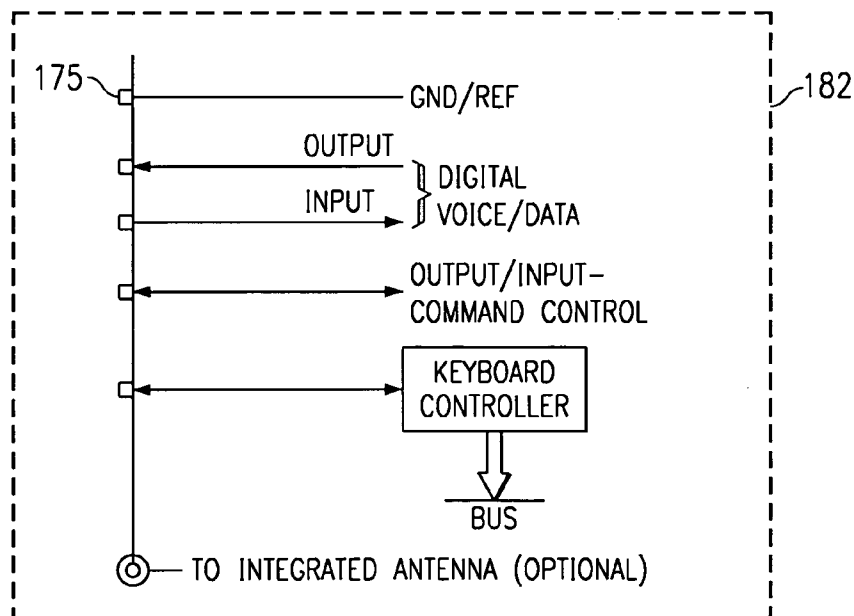 175
GND/REF
182
OUTPUT
DIGITAL
VOICE/DATA
INPUT
OUTPUT/INPUT-
COMMAND CONTROL
KEYBOARD
CONTROLLER
BUS
TO INTEGRATED ANTENNA (OPTIONAL)